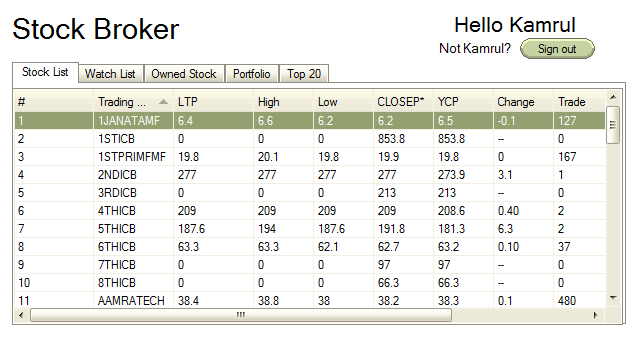 Stock Broker
Hello Kamrul
Not Kamrul? Sign out
Stock List Watch List Owned Stock Portfolio Top 20
# Trading ... LTP High Low CLOSEP* YCP Change Trade
1 1JANATAMF 6.4 6.6 6.2 6.2 6.5 -0.1 127
2 1STICB 0 0 0 853.8 853.8 -- 0
3 1STPRIMFMF 19.8 20.1 19.8 19.9 19.8 0 167
4 2NDICB 277 277 277 277 273.9 3.1 1
5 3RDICB 0 0 0 213 213 -- 0
6 4THICB 209 209 209 209 208.6 0.40 2
7 5THICB 187.6 194 187.6 191.8 181.3 6.3 2
8 6THICB 63.3 63.3 62.1 62.7 63.2 0.10 37
9 7THICB 0 0 0 97 97 -- 0
10 8THICB 0 0 0 66.3 66.3 -- 0
11 AAMRATECH 38.4 38.8 38 38.2 38.3 0.1 480